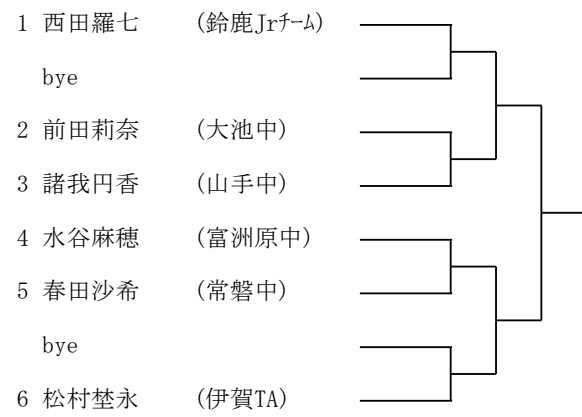 1 西田羅七 (鈴鹿Jrﾁｰﾑ)
bye
2 前田莉奈 (大池中)
3 諸我円香 (山手中)
4 水谷麻穂 (富洲原中)
5 春田沙希 (常磐中)
bye
6 松村埜永 (伊賀TA)